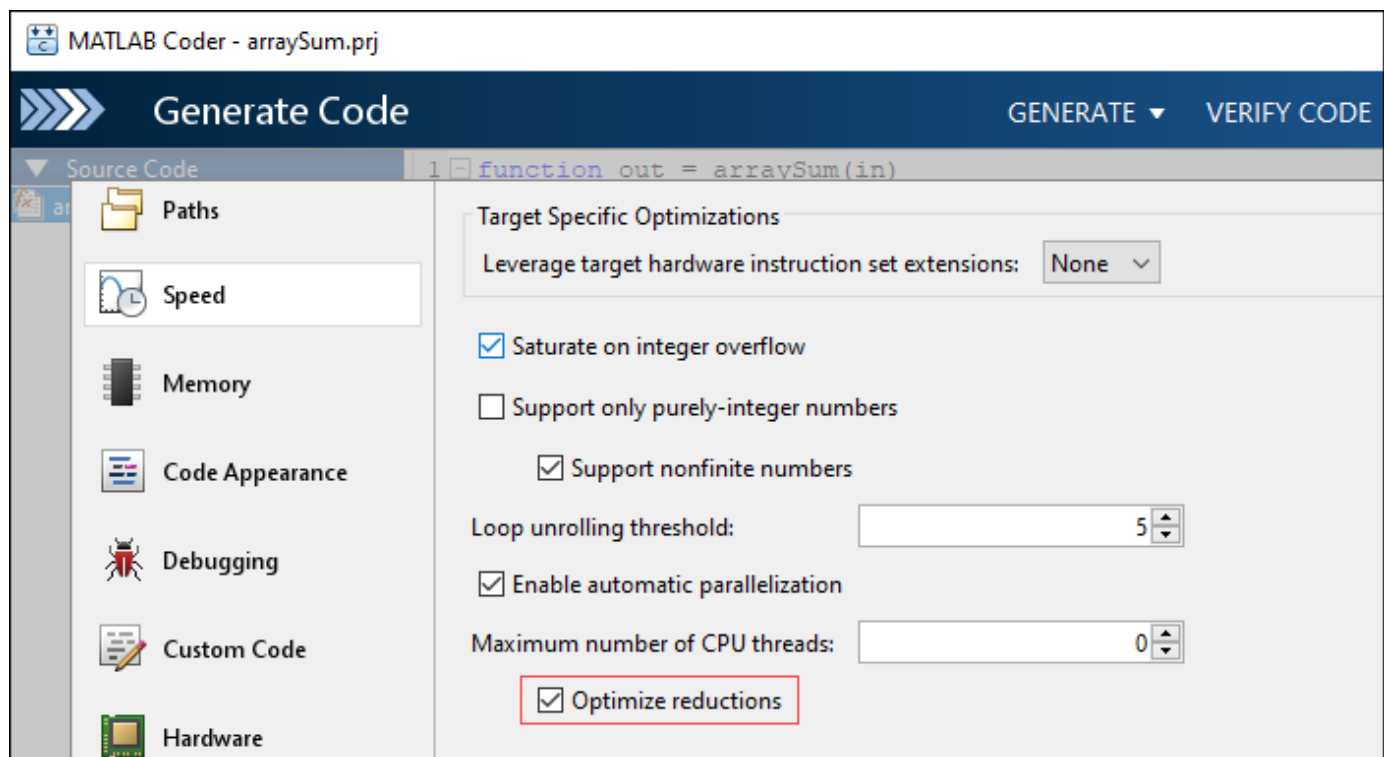 MATLAB Coder - arraySum.prj
Generate Code
GENERATE
VERIFY CODE
Source Code
1 function out = arraySum(in)
Paths
Speed
Memory
Code Appearance
Debugging
Custom Code
Hardware
Target Specific Optimizations
Leverage target hardware instruction set extensions: None
Saturate on integer overflow
Support only purely-integer numbers
Support nonfinite numbers
Loop unrolling threshold: 5
Enable automatic parallelization
Maximum number of CPU threads: 0
Optimize reductions